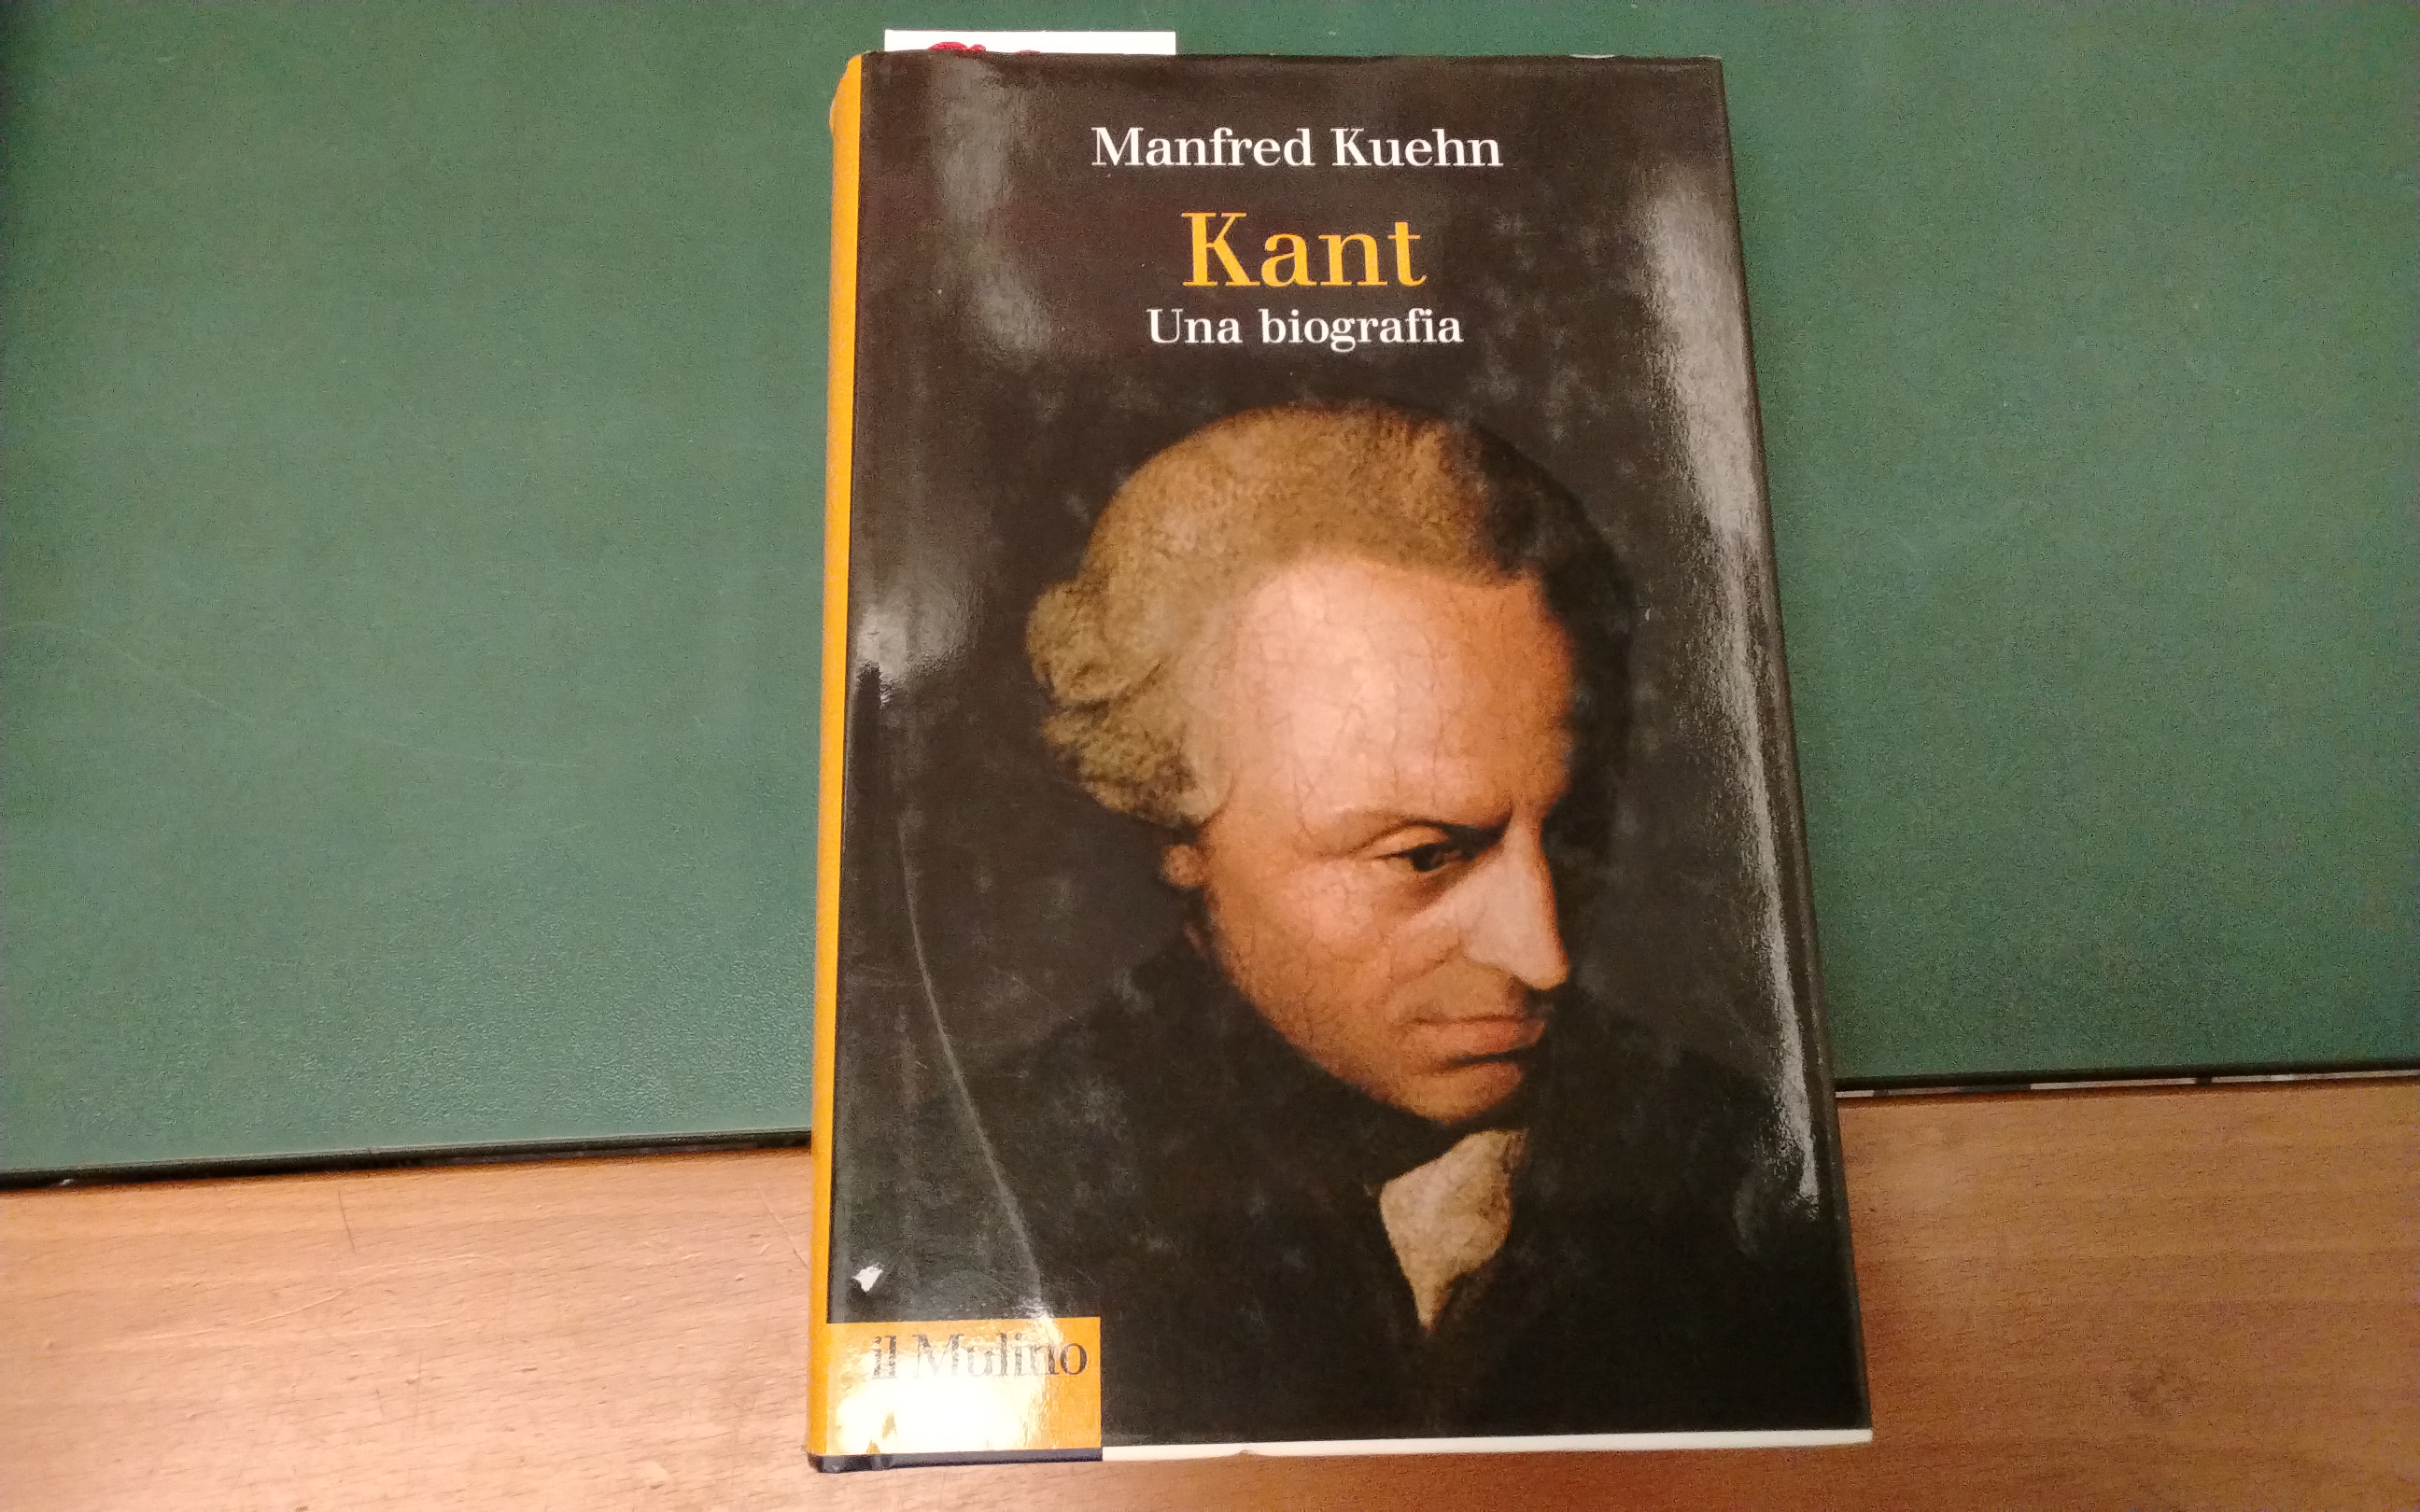 Manfred Kuehn
Kant
Una biografia
il Mulino